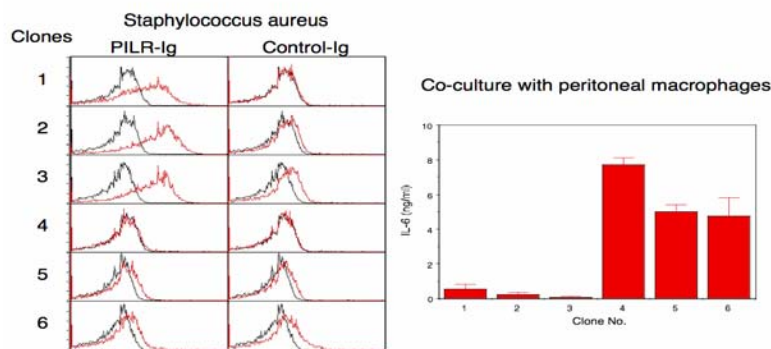 Staphylococcus aureus
Clones
PILR-Ig
Control-Ig
1
2
3
4
5
6
Co-culture with peritoneal macrophages
IL-6 (ng/ml)
10
8
6
4
2
0
1 2 3 4 5 6
Clone No.